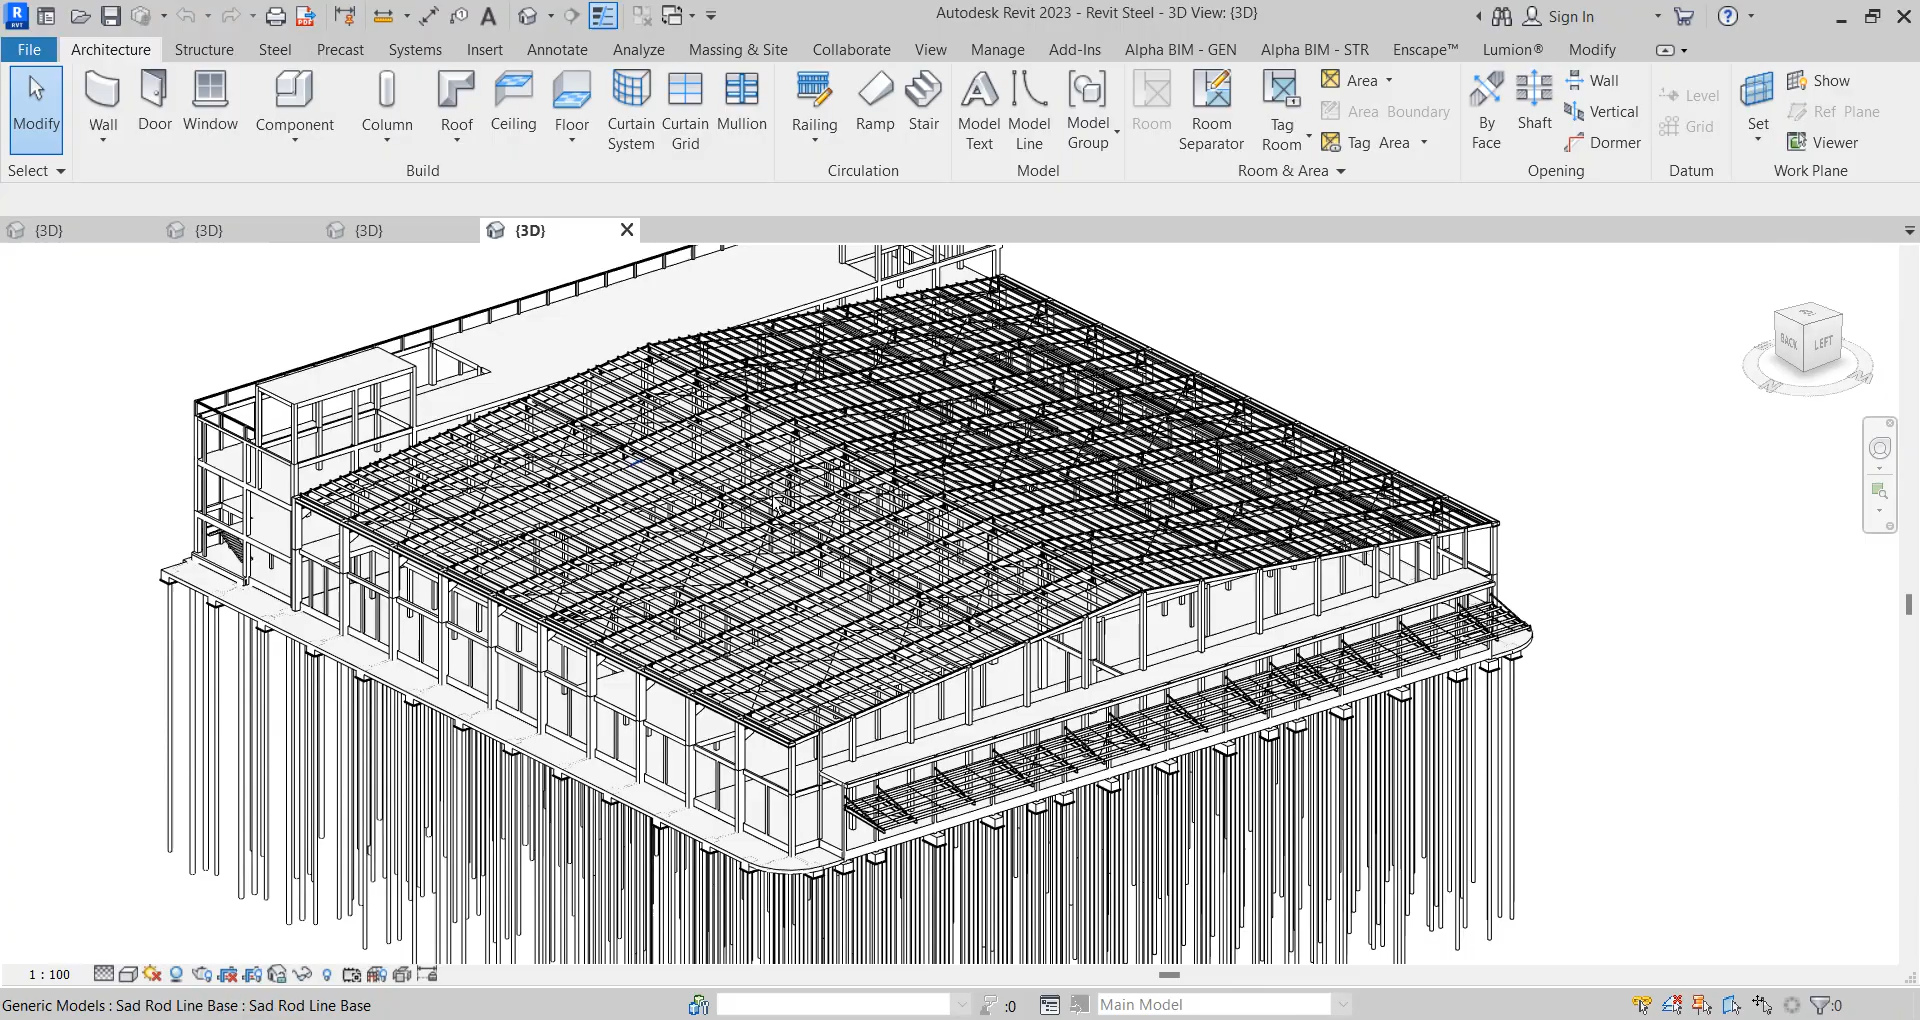 R
RVT
Autodesk Revit 2023 - Revit Steel - 3D View: {3D}
Sign In
File
Architecture
Structure
Steel
Precast
Systems
Insert
Annotate
Analyze
Massing & Site
Collaborate
View
Manage
Add-Ins
Alpha BIM - GEN
Alpha BIM - STR
Enscape™
Lumion®
Modify
Modify
Wall
Door
Window
Component
Column
Roof
Ceiling
Floor
Curtain System
Curtain Grid
Mullion
Railing
Ramp
Stair
Model Text
Model Line
Model Group
Room
Room Separator
Tag Room
Area
Area Boundary
Tag Area
By Face
Shaft
Wall
Vertical
Dormer
Level
Grid
Set
Show
Ref Plane
Viewer
Select
Build
Circulation
Model
Room & Area
Opening
Datum
Work Plane
{3D}
{3D}
{3D}
{3D}
BACK
LEFT
1 : 100
Generic Models : Sad Rod Line Base : Sad Rod Line Base
:0
Main Model
:0